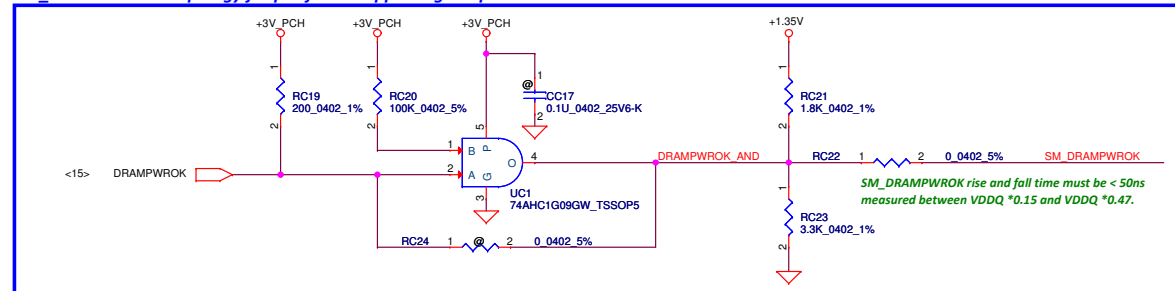 +3V_PCH
+3V_PCH
+3V_PCH
+1.35V
1
RC19
200_0402_1%
2
1
RC20
100K_0402_5%
2
@
1
CC17
0.1U_0402_25V6-K
2
1
RC21
1.8K_0402_1%
2
5
1
B
P
O
4
DRAMPWROK_AND
RC22
1
2
0_0402_5%
SM_DRAMPWROK
<15>
DRAMPWROK
2
A
G
3
UC1
74AHC1G09GW_TSSOP5
SM_DRAMPWROK rise and fall time must be < 50ns
measured between VDDQ *0.15 and VDDQ *0.47.
1
RC23
3.3K_0402_1%
2
RC24
1
@
2
0_0402_5%